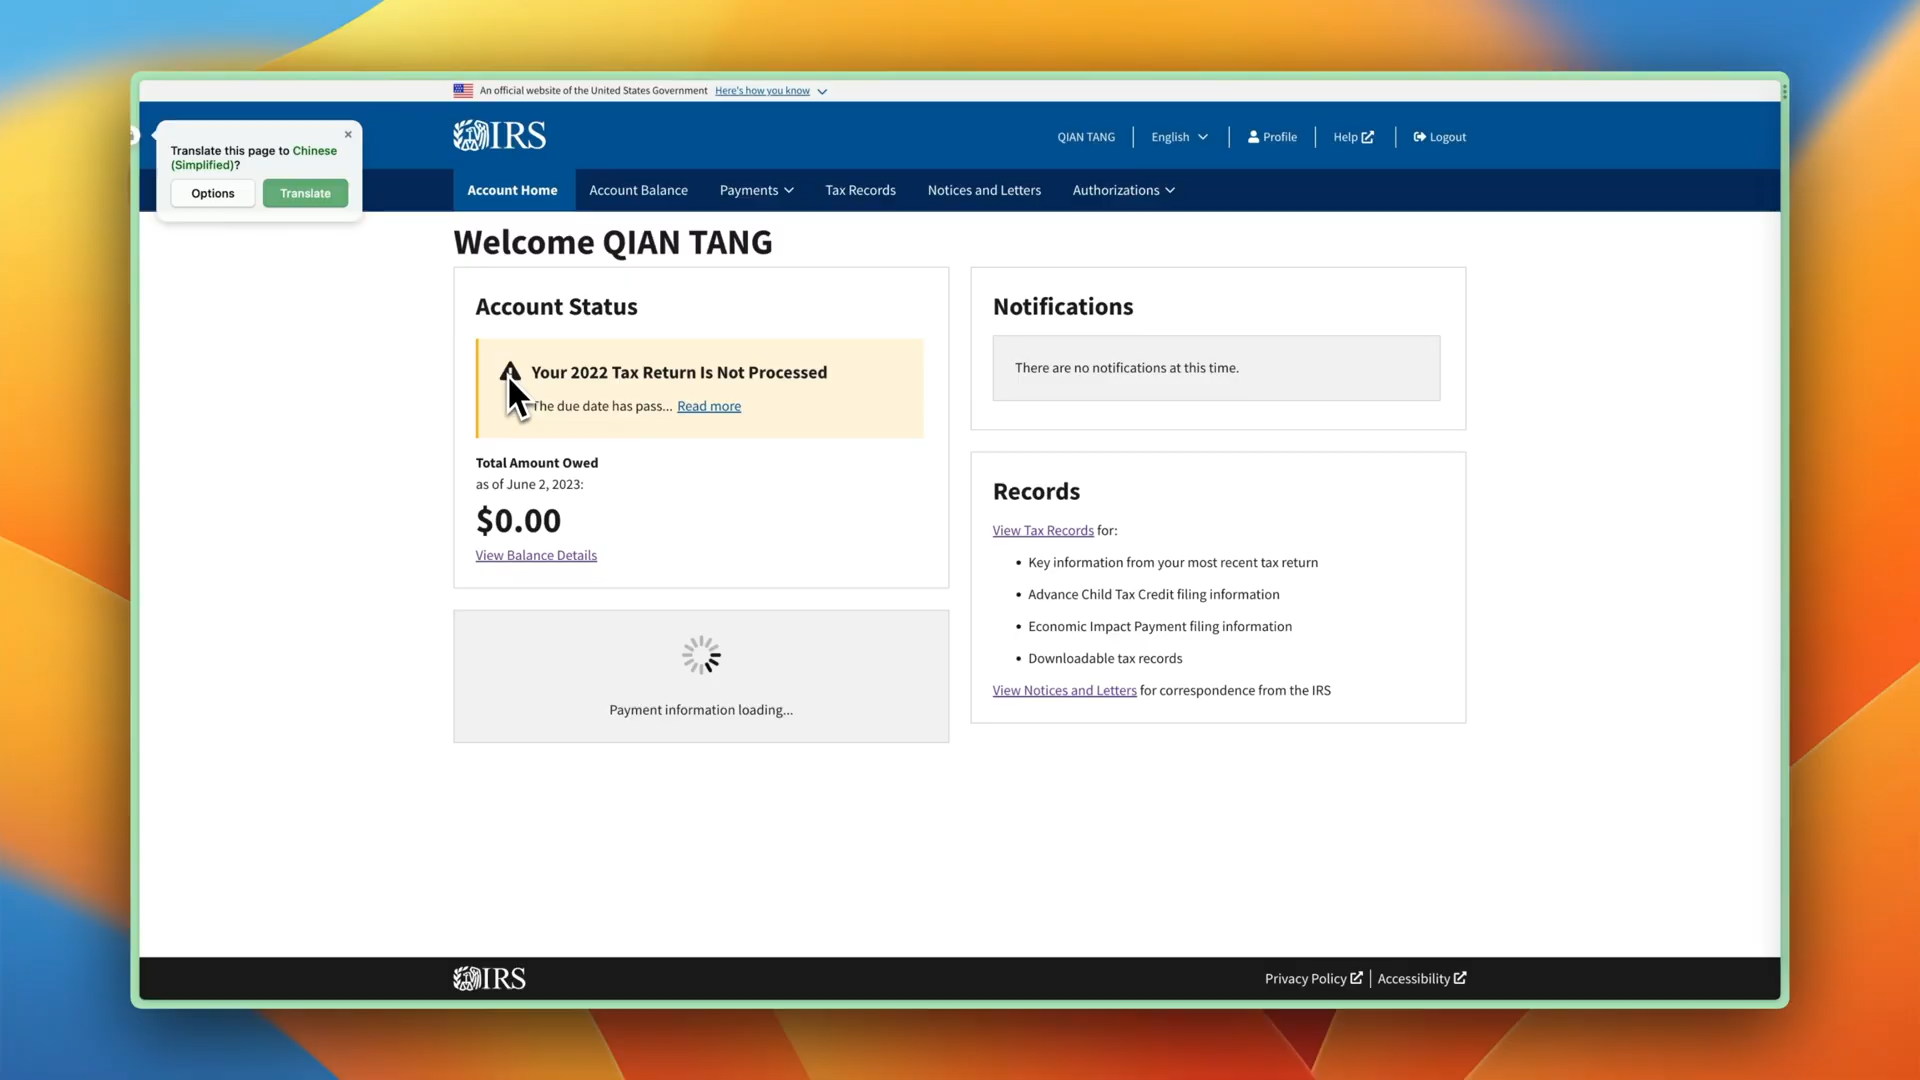 An official website of the United States Government Here's how you know
Translate this page to Chinese
(Simplified)?
Options Translate
IRS
QIAN TANG English Profile Help Logout
Account Home Account Balance Payments Tax Records Notices and Letters Authorizations
Welcome QIAN TANG
Account Status
Your 2022 Tax Return Is Not Processed
The due date has pass... Read more
Total Amount Owed
as of June 2, 2023:
$0.00
View Balance Details
Payment information loading...
Notifications
There are no notifications at this time.
Records
View Tax Records for:
• Key information from your most recent tax return
• Advance Child Tax Credit filing information
• Economic Impact Payment filing information
• Downloadable tax records
View Notices and Letters for correspondence from the IRS
IRS
Privacy Policy | Accessibility